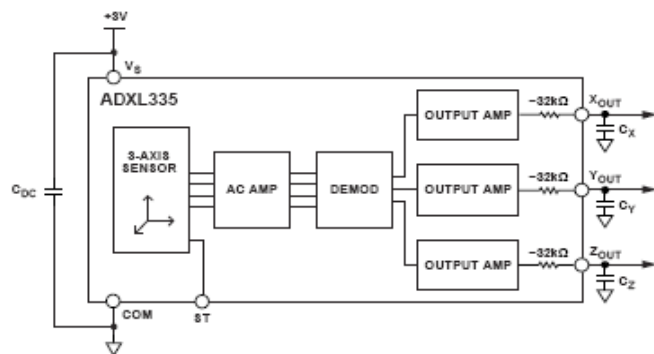 +3V
VS
ADXL335
3-AXIS
SENSOR
AC AMP
DEMOD
OUTPUT AMP
OUTPUT AMP
OUTPUT AMP
~32kΩ
~32kΩ
~32kΩ
XOUT
YOUT
ZOUT
CX
CY
CZ
CDC
COM
ST